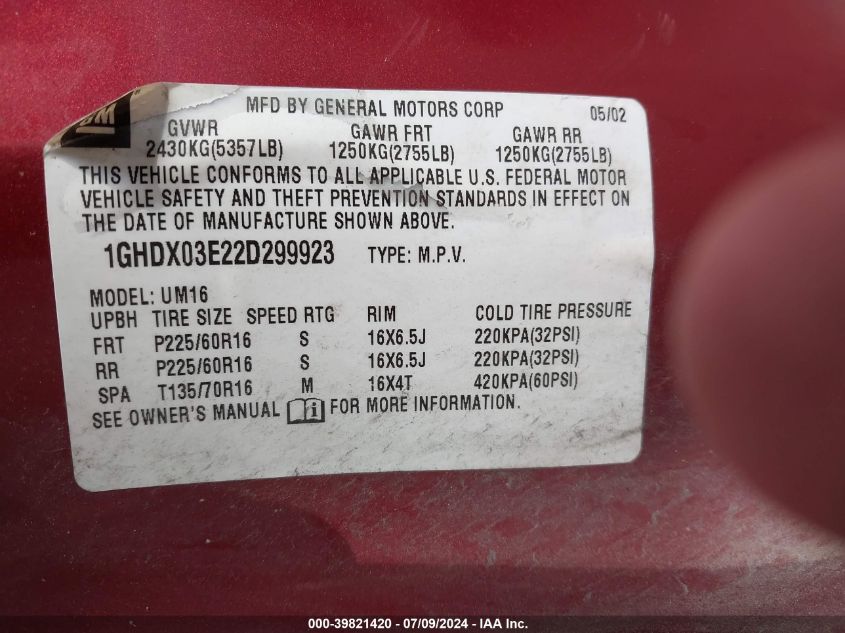 GM
MFD BY GENERAL MOTORS CORP 05/02
GVWR GAWR FRT GAWR RR
2430KG(5357LB) 1250KG(2755LB) 1250KG(2755LB)
THIS VEHICLE CONFORMS TO ALL APPLICABLE U.S. FEDERAL MOTOR
VEHICLE SAFETY AND THEFT PREVENTION STANDARDS IN EFFECT ON
THE DATE OF MANUFACTURE SHOWN ABOVE.
1GHDX03E22D299923 TYPE: M.P.V.
MODEL: UM16
UPBH TIRE SIZE SPEED RTG RIM COLD TIRE PRESSURE
FRT P225/60R16 S 16X6.5J 220KPA(32PSI)
RR P225/60R16 S 16X6.5J 220KPA(32PSI)
SPA T135/70R16 M 16X4T 420KPA(60PSI)
SEE OWNER'S MANUAL i FOR MORE INFORMATION.
000-39821420 - 07/09/2024 - IAA Inc.